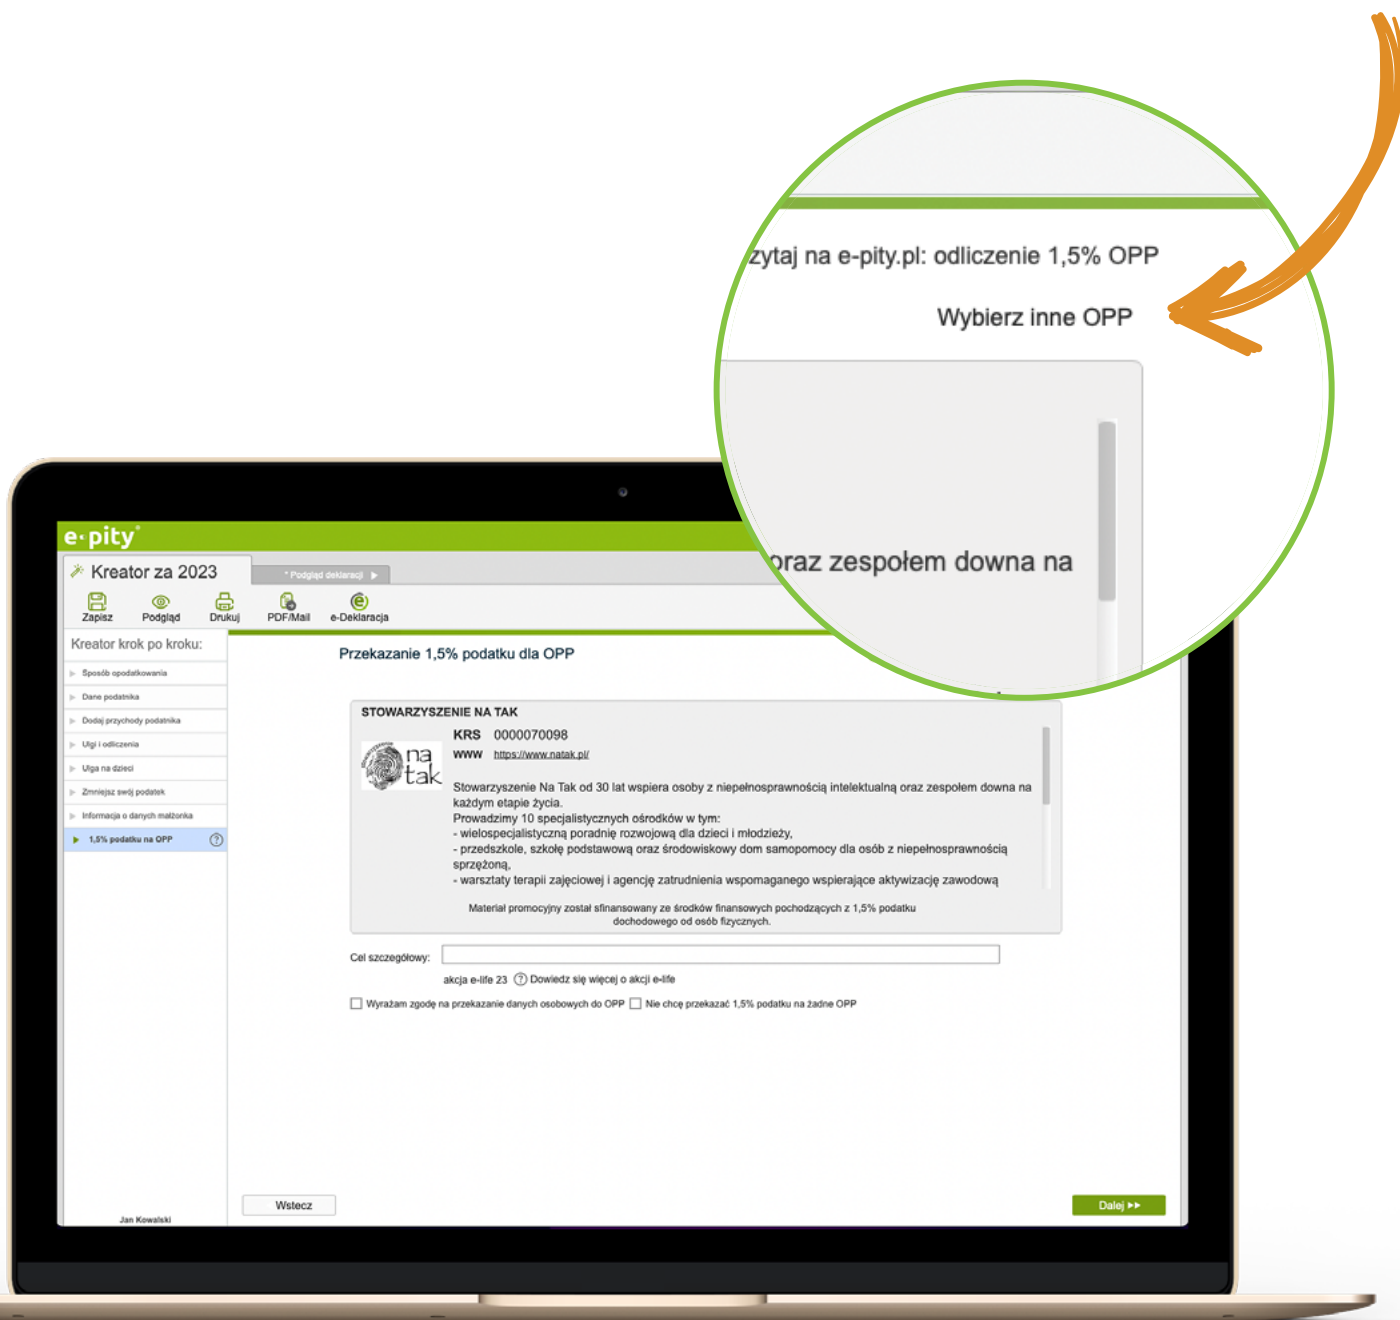 zytaj na e-pity.pl: odliczenie 1,5% OPP
Wybierz inne OPP
oraz zespołem downa na
e-pity
Kreator za 2023
* Podgląd deklaracji
Zapisz
Podgląd
Drukuj
PDF/Mail
e-Deklaracja
Kreator krok po kroku:
Sposób opodatkowania
Dane podatnika
Dodaj przychody podatnika
Ulgi i odliczenia
Ulga na dzieci
Zmniejsz swój podatek
Informacja o danych małżonka
1,5% podatku na OPP ?
Jan Kowalski
Przekazanie 1,5% podatku dla OPP
STOWARZYSZENIE NA TAK
na
tak
KRS 0000070098
WWW https://www.natak.pl/
Stowarzyszenie Na Tak od 30 lat wspiera osoby z niepełnosprawnością intelektualną oraz zespołem downa na
każdym etapie życia.
Prowadzimy 10 specjalistycznych ośrodków w tym:
- wielospecjalistyczną poradnię rozwojową dla dzieci i młodzieży,
- przedszkole, szkołę podstawową oraz środowiskowy dom samopomocy dla osób z niepełnosprawnością
sprzężoną,
- warsztaty terapii zajęciowej i agencję zatrudnienia wspomaganego wspierające aktywizację zawodową
Materiał promocyjny został sfinansowany ze środków finansowych pochodzących z 1,5% podatku
dochodowego od osób fizycznych.
Cel szczegółowy:
akcja e-life 23 ? Dowiedz się więcej o akcji e-life
Wyrażam zgodę na przekazanie danych osobowych do OPP Nie chcę przekazać 1,5% podatku na żadne OPP
Wstecz
Dalej